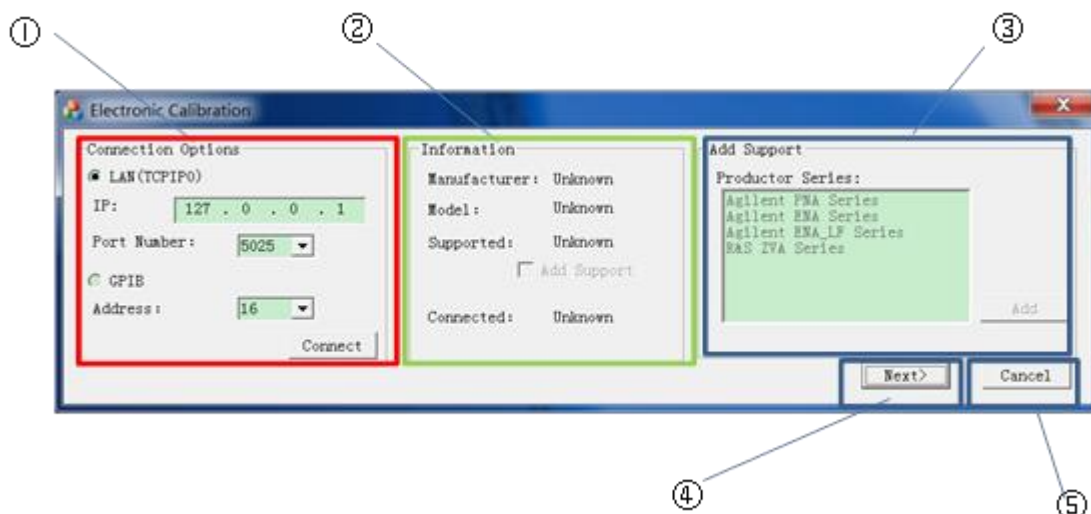 ① ② ③
Electronic Calibration
Connection Options
LAN(TCPIP0)
IP: 127 . 0 . 0 . 1
Port Number: 5025
GPIB
Address: 16
Connect
Information
Manufacturer: Unknown
Model: Unknown
Supported: Unknown
Add Support
Connected: Unknown
Add Support
Productor Series:
Agilent PNA Series
Agilent ENA Series
Agilent ENA_LF Series
R&S ZVA Series
Add
Next>
Cancel
④ ⑤